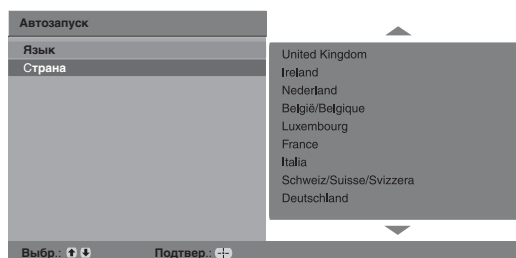 Автозапуск
Язык
Страна
United Kingdom
Ireland
Nederland
België/Belgique
Luxembourg
France
Italia
Schweiz/Suisse/Svizzera
Deutschland
Выбр.: Подтвер.: